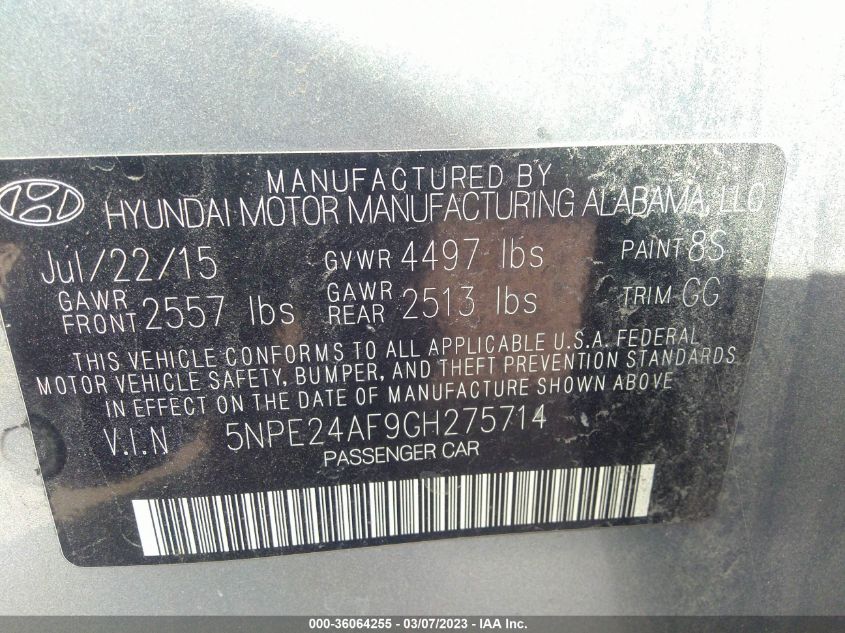 MANUFACTURED BY
HYUNDAI MOTOR MANUFACTURING ALABAMA, LLC
Jul/22/15 GVWR 4497 lbs PAINT 8S
GAWR FRONT 2557 lbs GAWR REAR 2513 lbs TRIM GG
THIS VEHICLE CONFORMS TO ALL APPLICABLE U.S.A. FEDERAL
MOTOR VEHICLE SAFETY, BUMPER, AND THEFT PREVENTION STANDARDS
IN EFFECT ON THE DATE OF MANUFACTURE SHOWN ABOVE
V.I.N 5NPE24AF9GH275714
PASSENGER CAR
000-36064255 - 03/07/2023 - IAA Inc.